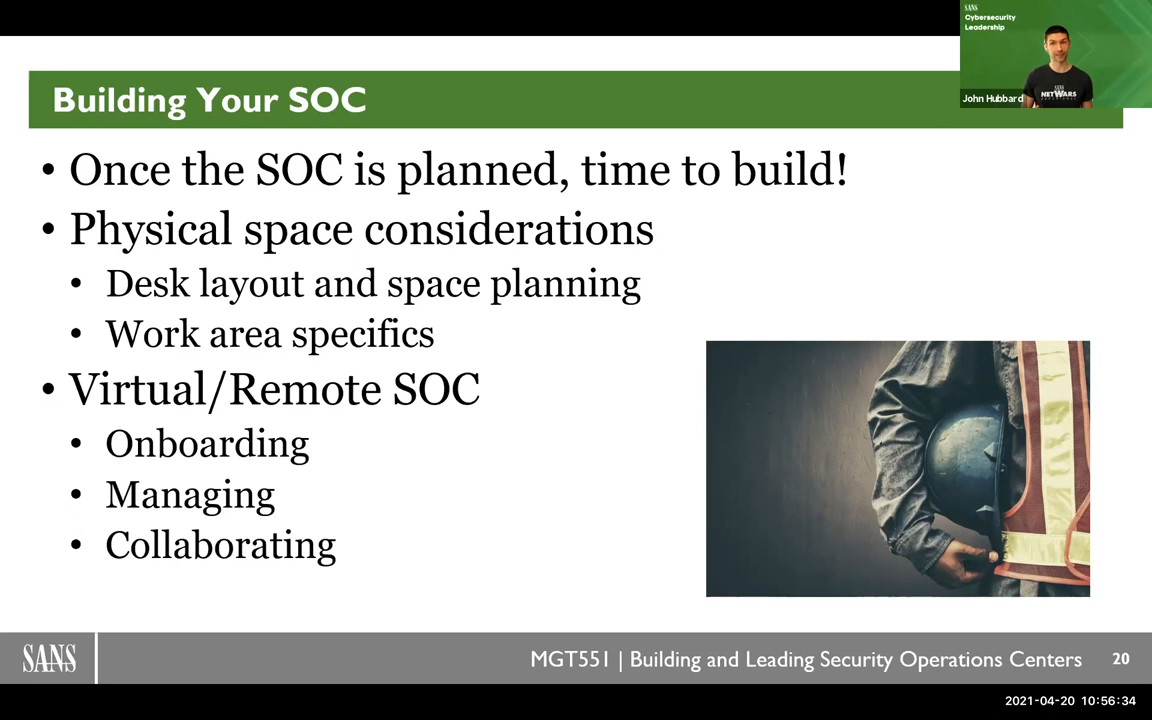 SANS
Cybersecurity
Leadership
NETWARS
John Hubbard
Building Your SOC
• Once the SOC is planned, time to build!
• Physical space considerations
• Desk layout and space planning
• Work area specifics
• Virtual/Remote SOC
• Onboarding
• Managing
• Collaborating
SANS
MGT551 | Building and Leading Security Operations Centers
20
2021-04-20 10:56:34